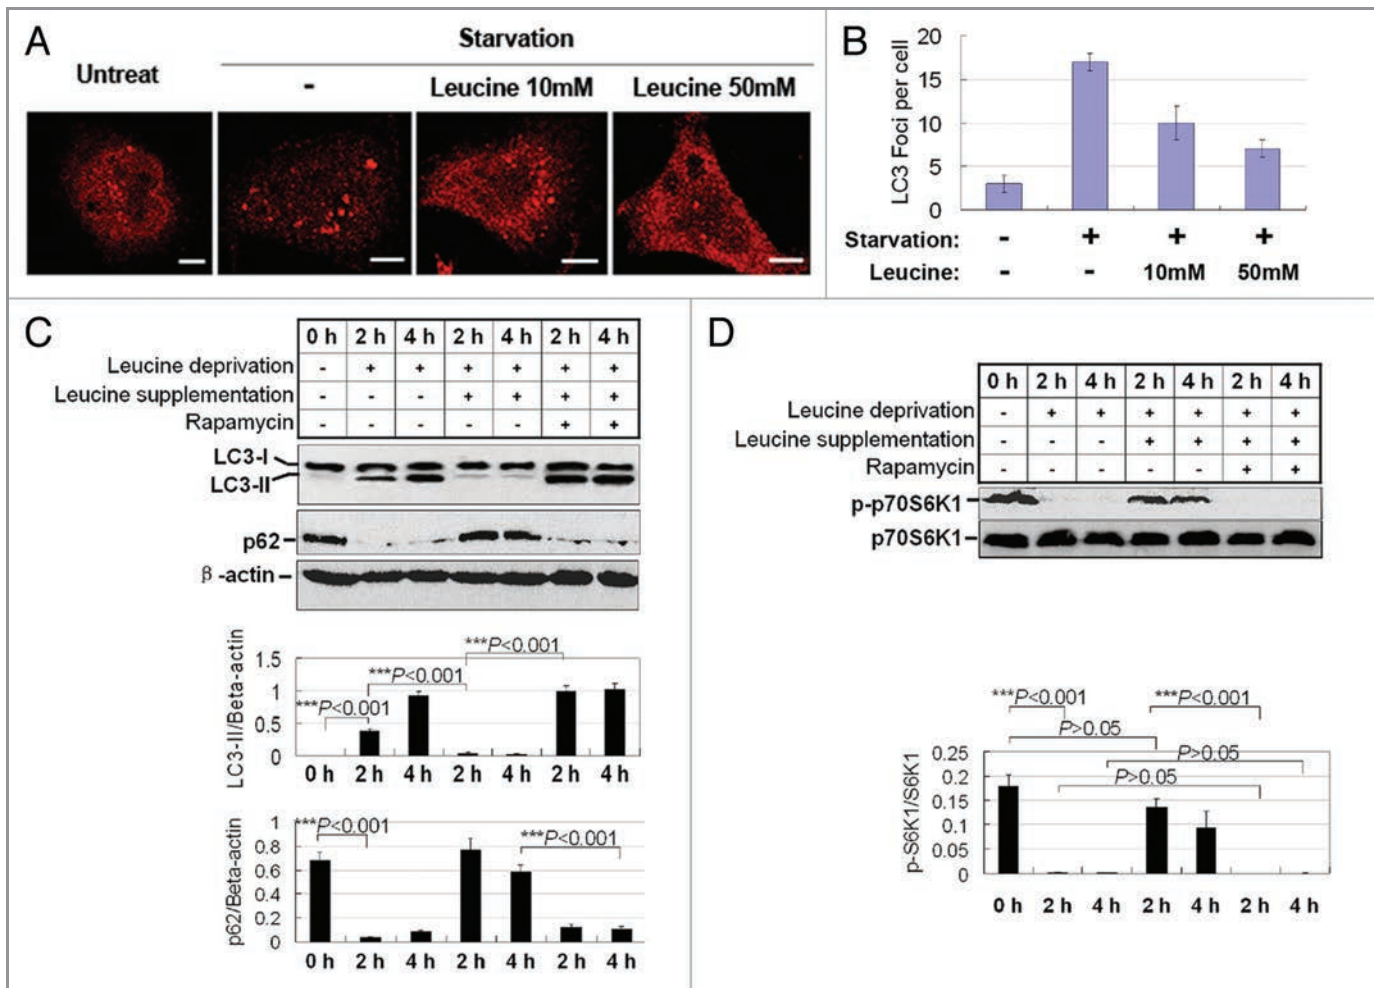 A
Starvation
Untreat
-
Leucine 10mM
Leucine 50mM
B
LC3 Foci per cell
20
15
10
5
0
Starvation: - + + +
Leucine: - - 10mM 50mM
C
0 h 2 h 4 h 2 h 4 h 2 h 4 h
Leucine deprivation - + + + + + +
Leucine supplementation - - - + + + +
Rapamycin - - - - - + +
LC3-I
LC3-II
p62
β-actin
LC3-II/Beta-actin
1.5
1
0.5
0
***P<0.001
***P<0.001
***P<0.001
0 h 2 h 4 h 2 h 4 h 2 h 4 h
p62/Beta-actin
1
0.8
0.6
0.4
0.2
0
***P<0.001
***P<0.001
0 h 2 h 4 h 2 h 4 h 2 h 4 h
D
0 h 2 h 4 h 2 h 4 h 2 h 4 h
Leucine deprivation - + + + + + +
Leucine supplementation - - - + + + +
Rapamycin - - - - - + +
p-p70S6K1
p70S6K1
***P<0.001
***P<0.001
P>0.05
P>0.05
P>0.05
p-S6K1/S6K1
0.25
0.2
0.15
0.1
0.05
0
0 h 2 h 4 h 2 h 4 h 2 h 4 h